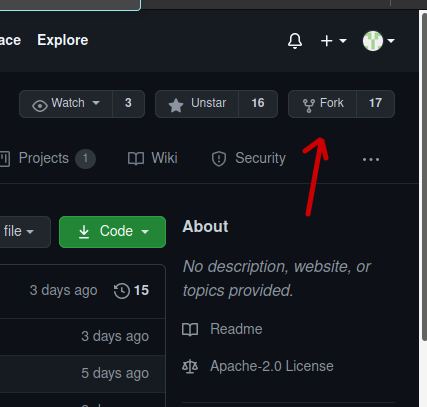 ace Explore
Watch 3 Unstar 16 Fork 17
Projects 1 Wiki Security
file Code About
No description, website, or
topics provided.
3 days ago 15
3 days ago
Readme
5 days ago
Apache-2.0 License